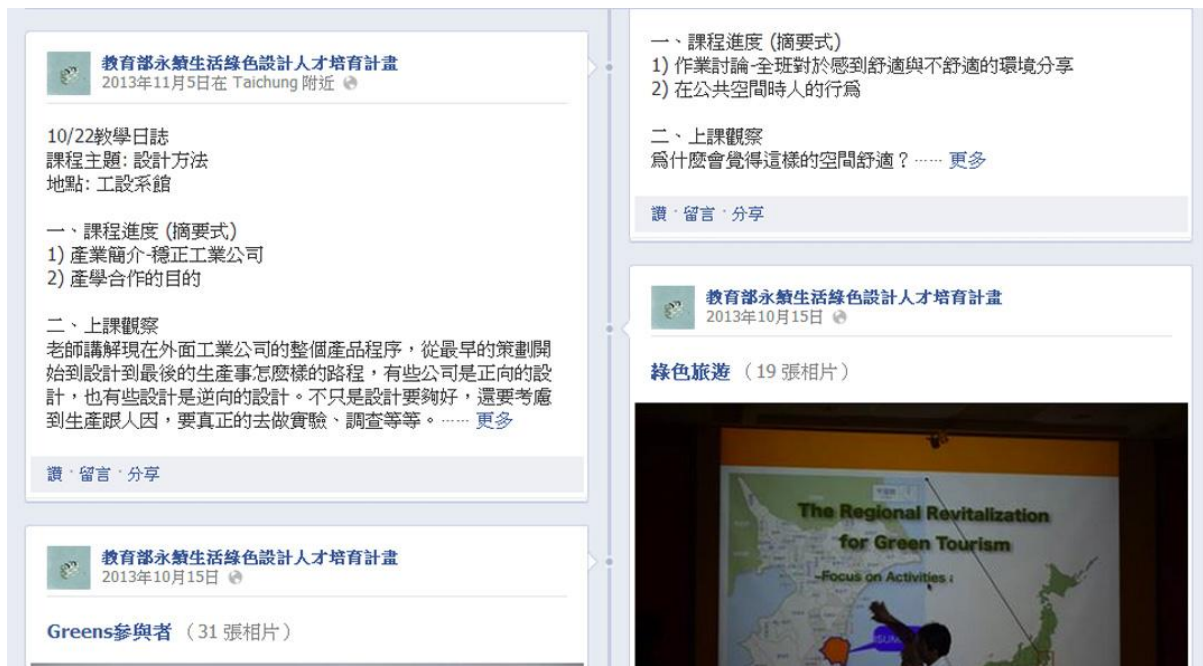 教育部永續生活綠色設計人才培育計畫
2013年11月5日在 Taichung 附近
10/22教學日誌
課程主題: 設計方法
地點: 工設系館
一、課程進度 (摘要式)
1) 產業簡介-穩正工業公司
2) 產學合作的目的
二、上課觀察
老師講解現在外面工業公司的整個產品程序，從最早的策劃開
始到設計到最後的生產事怎麼樣的路程，有些公司是正向的設
計，也有些設計是逆向的設計。不只是設計要夠好，還要考慮
到生產跟人因，要真正的去做實驗、調查等等。⋯⋯ 更多
讚．留言．分享
教育部永續生活綠色設計人才培育計畫
2013年10月15日
Greens參與者 （31 張相片）
一、課程進度 (摘要式)
1) 作業討論-全班對於感到舒適與不舒適的環境分享
2) 在公共空間時人的行為
二、上課觀察
為什麼會覺得這樣的空間舒適？⋯⋯ 更多
讚．留言．分享
教育部永續生活綠色設計人才培育計畫
2013年10月15日
綠色旅遊 （19 張相片）
The Regional Revitalization
for Green Tourism
-Focus on Activities